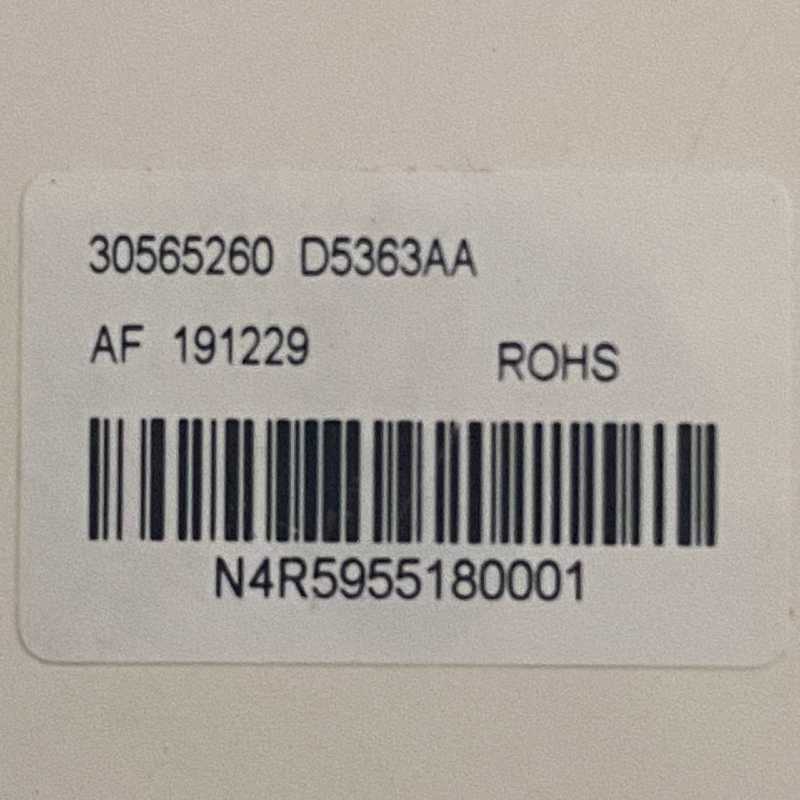 30565260 D5363AA
AF 191229
ROHS
N4R5955180001